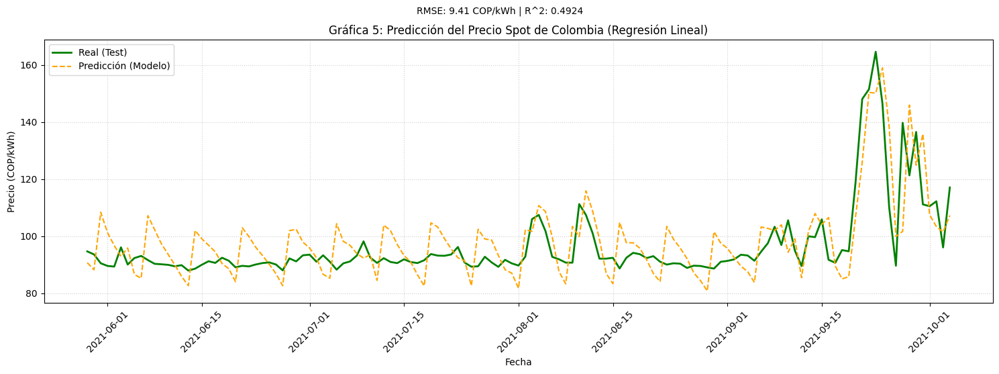 RMSE: 9.41 COP/kWh | R^2: 0.4924
Gráfica 5: Predicción del Precio Spot de Colombia (Regresión Lineal)
Real (Test)
Predicción (Modelo)
Precio (COP/kWh)
160
140
120
100
80
2021-06-01
2021-06-15
2021-07-01
2021-07-15
2021-08-01
2021-08-15
2021-09-01
2021-09-15
2021-10-01
Fecha